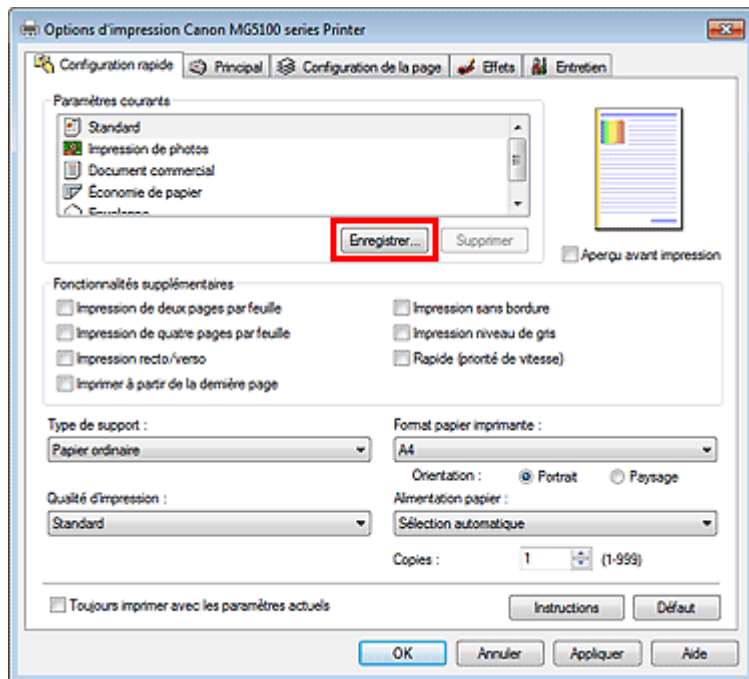 Options d'impression Canon MG5100 series Printer
Configuration rapide Principal Configuration de la page Effets Entretien
Paramètres courants
Standard
Impression de photos
Document commercial
Économie de papier
Enregistrer... Supprimer
Aperçu avant impression
Fonctionnalités supplémentaires
Impression de deux pages par feuille Impression sans bordure
Impression de quatre pages par feuille Impression niveau de gris
Impression recto/verso Rapide (priorité de vitesse)
Imprimer à partir de la dernière page
Type de support : Format papier imprimante :
Papier ordinaire A4
Orientation : Portrait Paysage
Qualité d'impression : Alimentation papier :
Standard Sélection automatique
Copies : 1 (1-999)
Toujours imprimer avec les paramètres actuels Instructions Défaut
OK Annuler Appliquer Aide